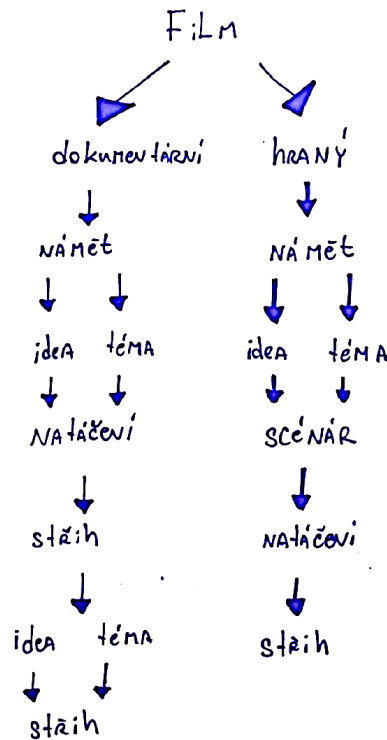 FiLM
dokumentární hRANÝ
NÁMět NÁMět
ideA téMA ideA téMA
NAtáčení SCÉNÁŘ
střih NAtáčení
ideA téMA střih
střih